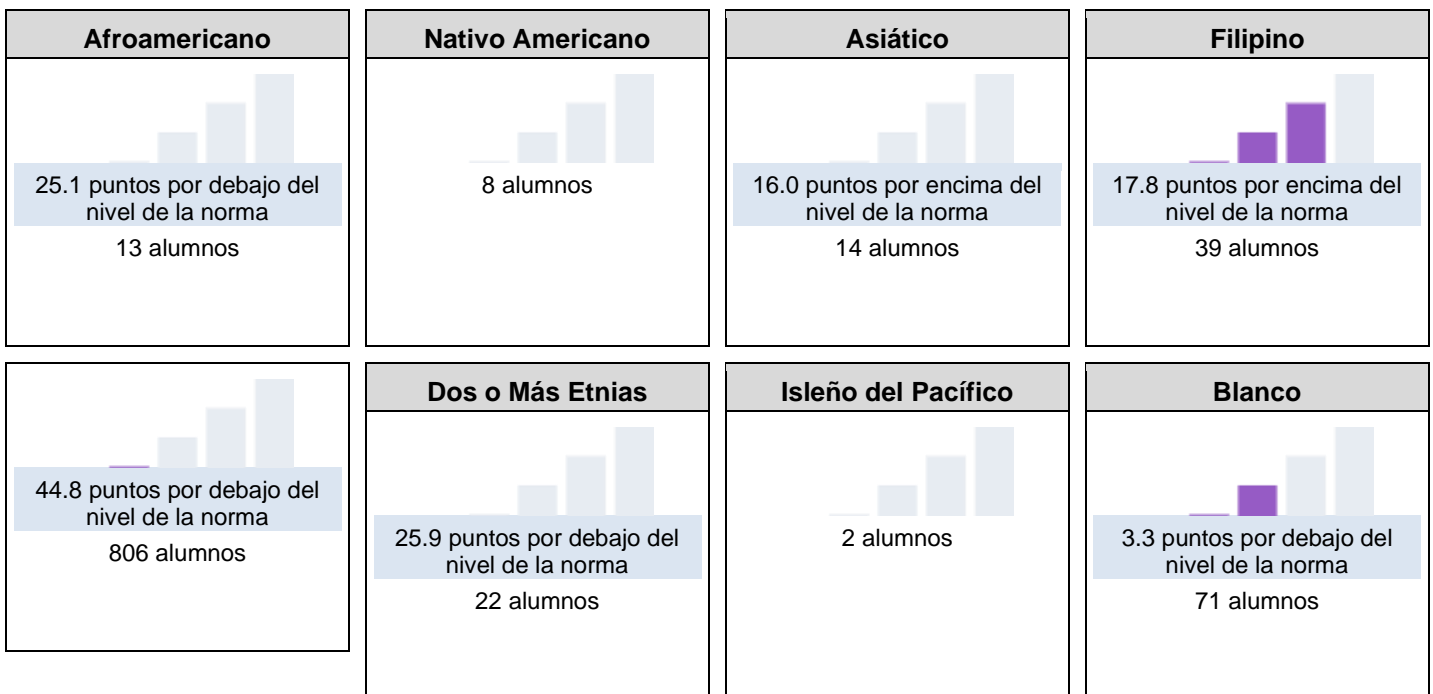 Afroamericano
25.1 puntos por debajo del
nivel de la norma
13 alumnos
Nativo Americano
8 alumnos
Asiático
16.0 puntos por encima del
nivel de la norma
14 alumnos
Filipino
17.8 puntos por encima del
nivel de la norma
39 alumnos
44.8 puntos por debajo del
nivel de la norma
806 alumnos
Dos o Más Etnias
25.9 puntos por debajo del
nivel de la norma
22 alumnos
Isleño del Pacífico
2 alumnos
Blanco
3.3 puntos por debajo del
nivel de la norma
71 alumnos